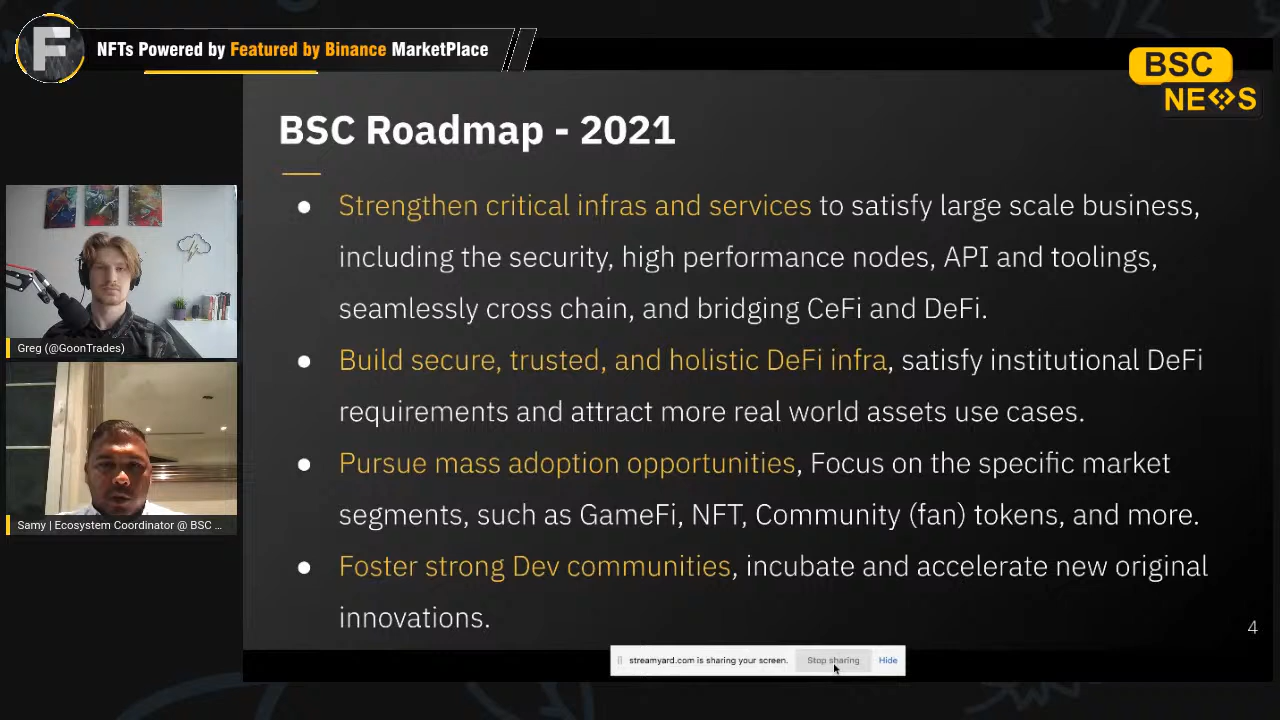 F
NFTs Powered by Featured by Binance MarketPlace
BSC
NEWS
BSC Roadmap - 2021
● Strengthen critical infras and services to satisfy large scale business,
including the security, high performance nodes, API and toolings,
seamlessly cross chain, and bridging CeFi and DeFi.
● Build secure, trusted, and holistic DeFi infra, satisfy institutional DeFi
requirements and attract more real world assets use cases.
● Pursue mass adoption opportunities, Focus on the specific market
segments, such as GameFi, NFT, Community (fan) tokens, and more.
● Foster strong Dev communities, incubate and accelerate new original
innovations.
4
Greg (@GoonTrades)
Samy | Ecosystem Coordinator @ BSC ...
streamyard.com is sharing your screen. Stop sharing Hide